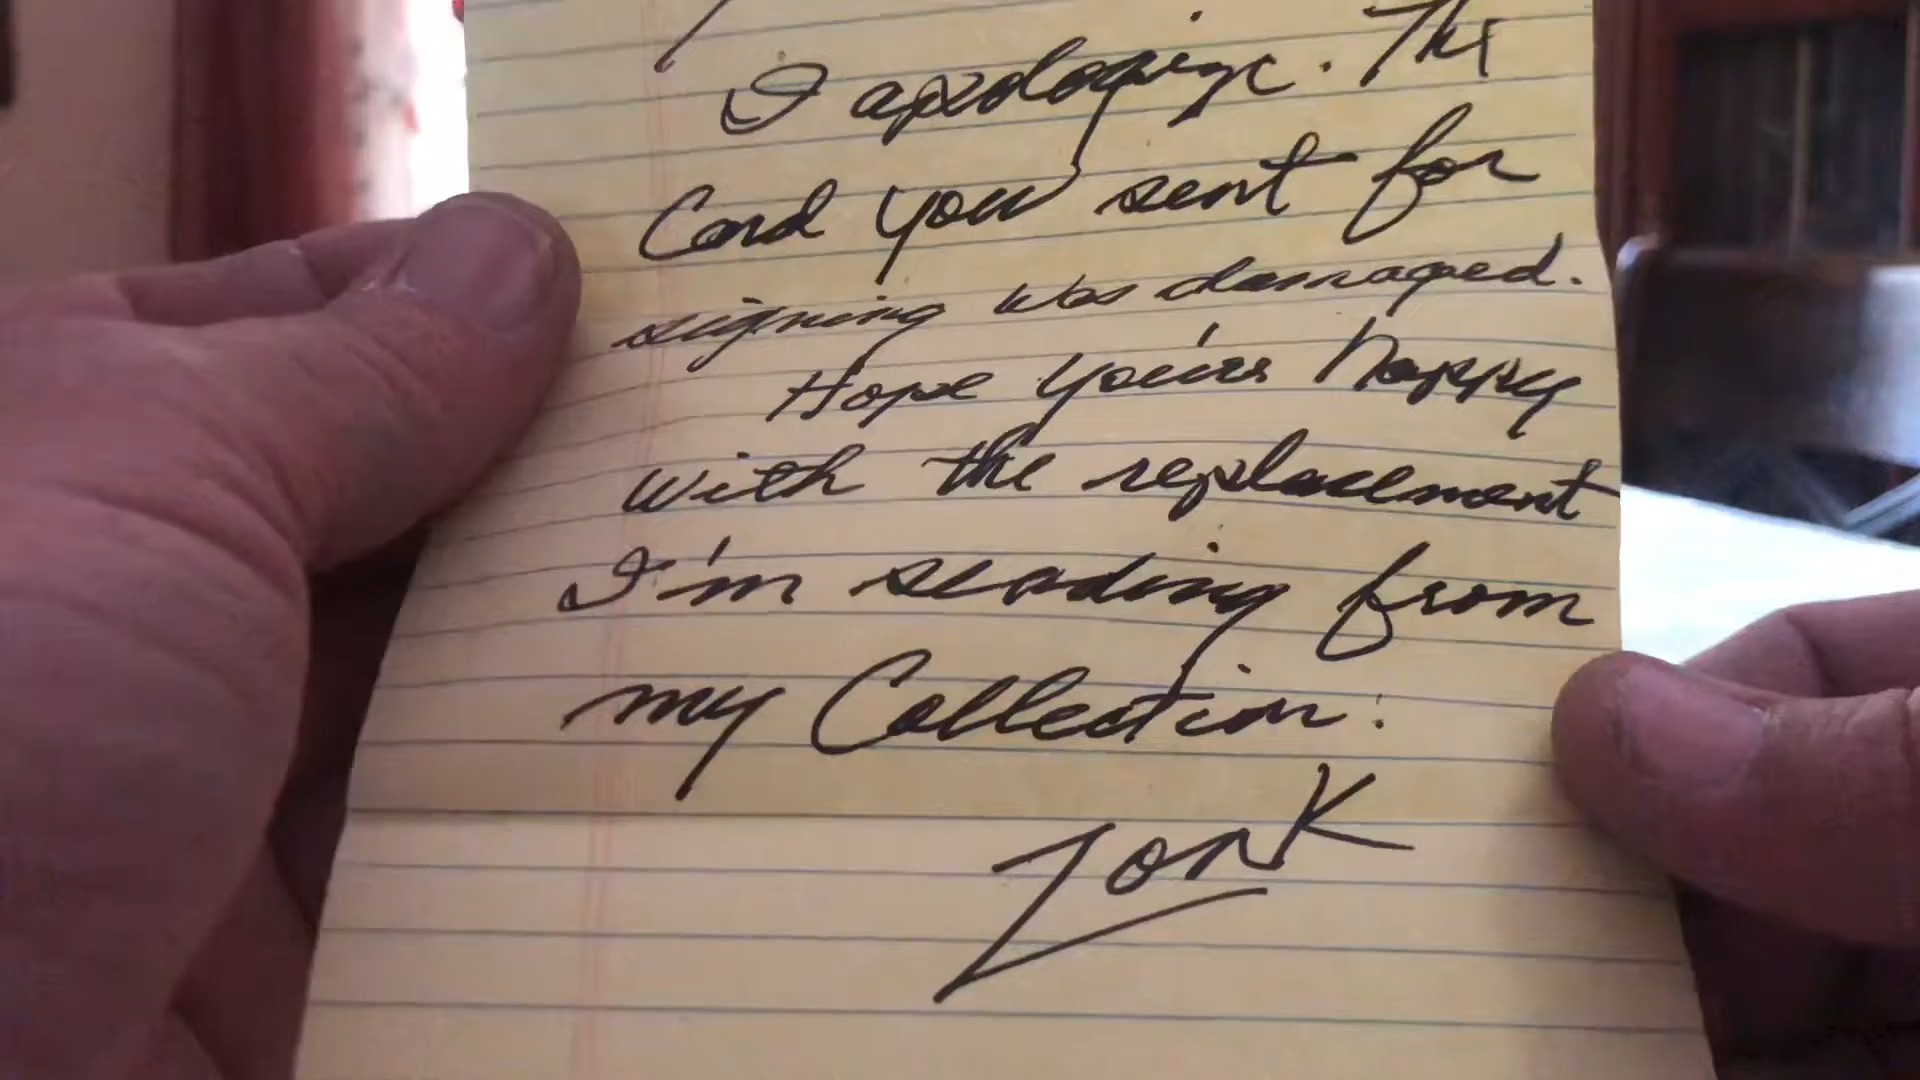 I apologize. The
Card you sent for
signing was damaged.
Hope you're happy
with the replacement
I'm sending from
my Collection.
Zonk